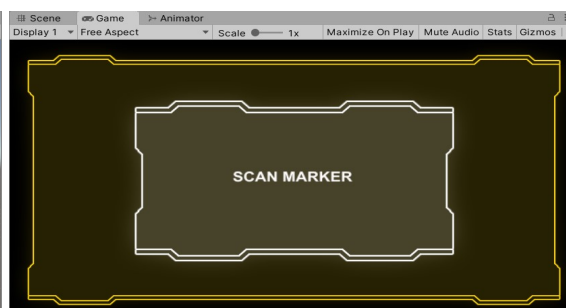 Scene Game Animator
Display 1 Free Aspect Scale 1x Maximize On Play Mute Audio Stats Gizmos
SCAN MARKER